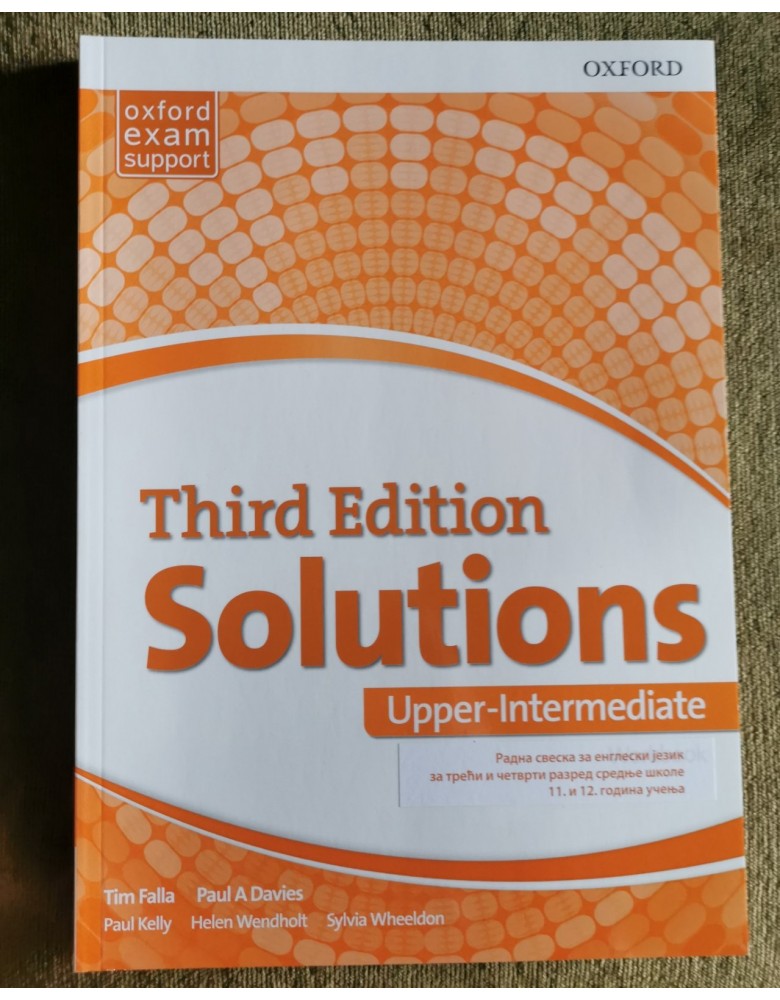 OXFORD
oxford
exam
support
Third Edition
Solutions
Upper-Intermediate
Радна свеска за енглески језик
за трећи и четврти разред средње школе
11. и 12. година учења
Tim Falla Paul A Davies
Paul Kelly Helen Wendholt Sylvia Wheeldon